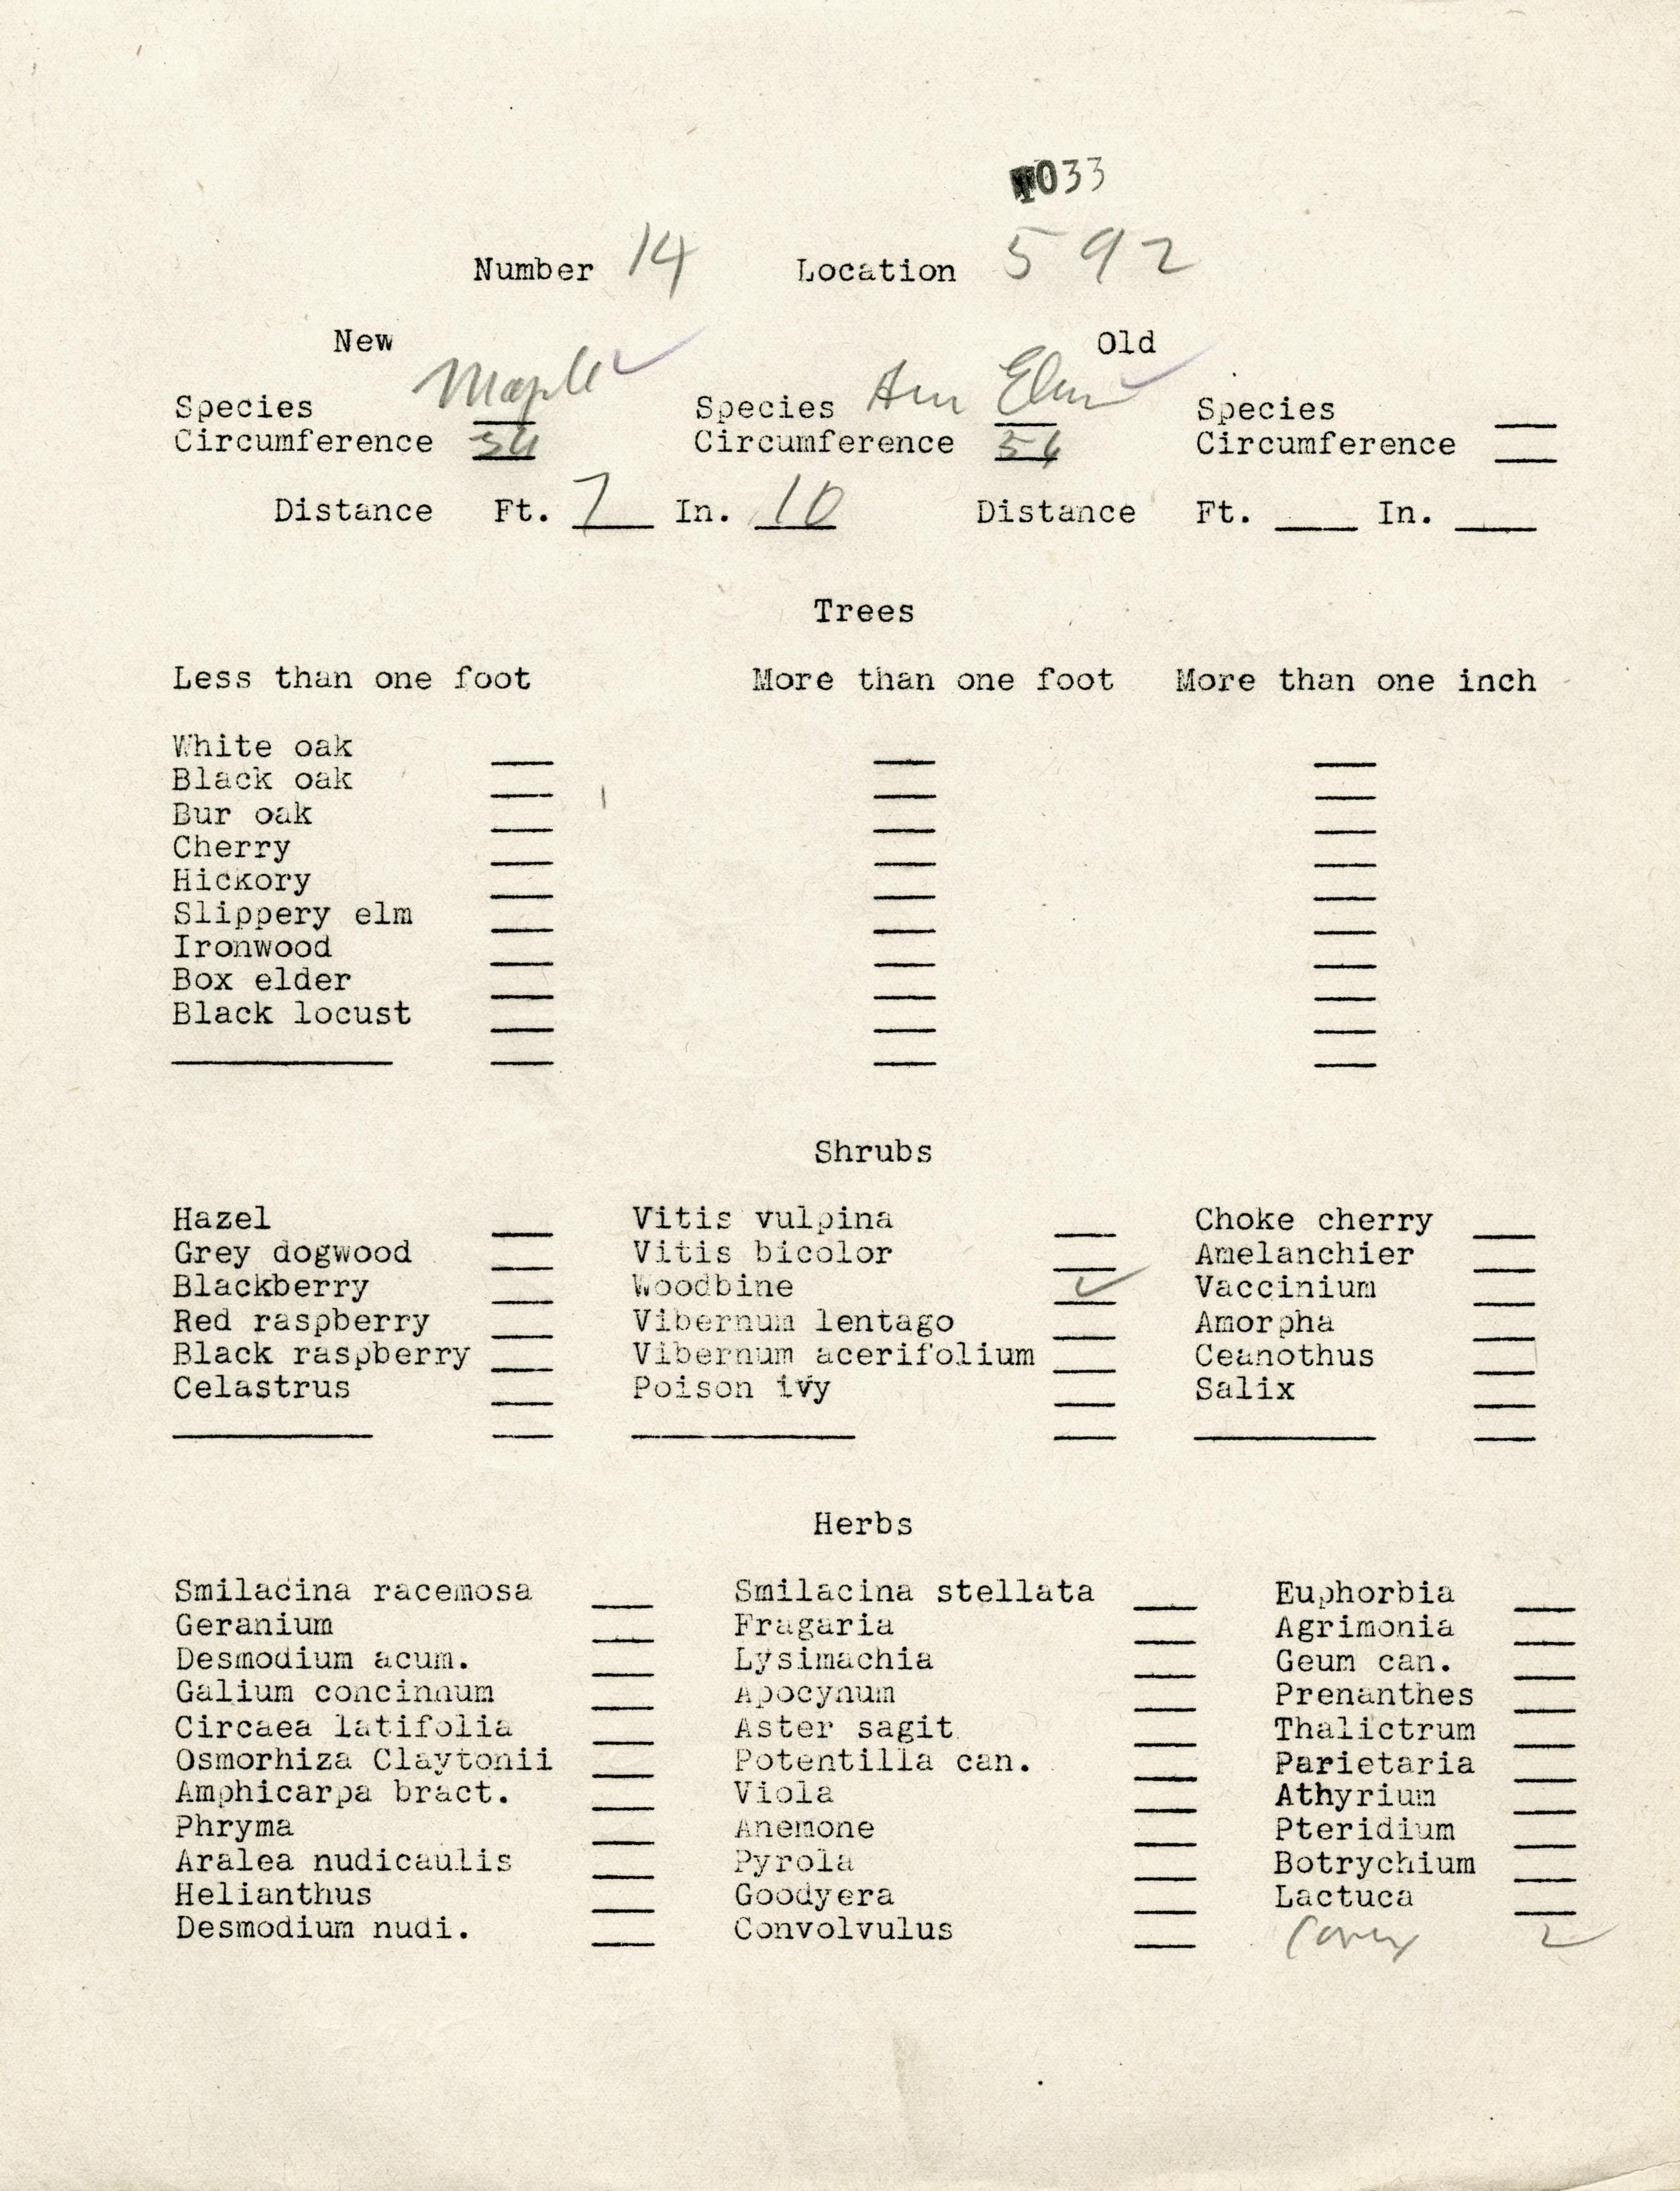 1033
Number 14 Location 592
New Old
Species Maple Species Am Elm Species
Circumference 34 Circumference 54 Circumference
Distance Ft. 7 In. 10 Distance Ft. In.
Trees
Less than one foot More than one foot More than one inch
White oak
Black oak
Bur oak
Cherry
Hickory
Slippery elm
Ironwood
Box elder
Black locust
Shrubs
Hazel Vitis vulpina Choke cherry
Grey dogwood Vitis bicolor Amelanchier
Blackberry Woodbine ✓ Vaccinium
Red raspberry Vibernum lentago Amorpha
Black raspberry Vibernum acerifolium Ceanothus
Celastrus Poison ivy Salix
Herbs
Smilacina racemosa Smilacina stellata Euphorbia
Geranium Fragaria Agrimonia
Desmodium acum. Lysimachia Geum can.
Galium concinnum Apocynum Prenanthes
Circaea latifolia Aster sagit. Thalictrum
Osmorhiza Claytonii Potentilla can. Parietaria
Amphicarpa bract. Viola Athyrium
Phryma Anemone Pteridium
Aralea nudicaulis Pyrola Botrychium
Helianthus Goodyera Lactuca
Desmodium nudi. Convolvulus Carex 2